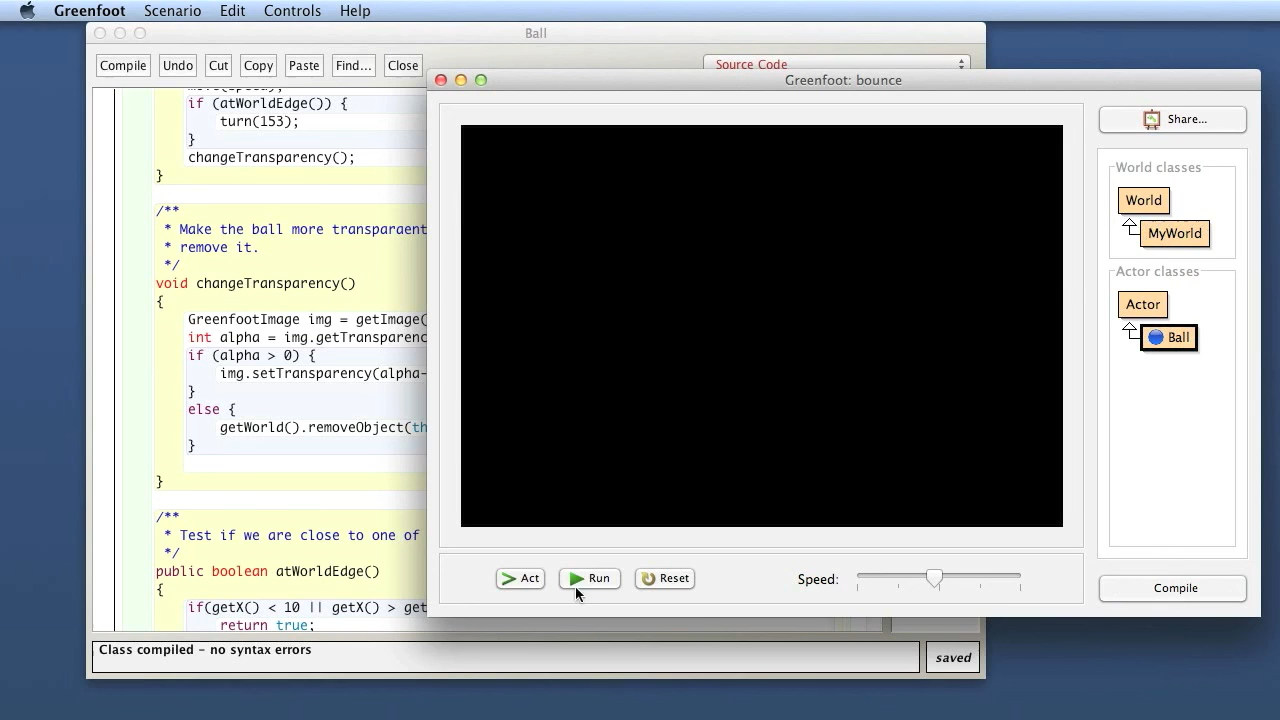 Greenfoot Scenario Edit Controls Help
Ball
Compile Undo Cut Copy Paste Find... Close
Source Code
if (atWorldEdge()) {
turn(153);
}
changeTransparency();
}
/**
* Make the ball more transparaent
* remove it.
*/
void changeTransparency()
{
GreenfootImage img = getImage(
int alpha = img.getTransparenc
if (alpha > 0) {
img.setTransparency(alpha-
}
else {
getWorld().removeObject(th
}
}
/**
* Test if we are close to one of
*/
public boolean atWorldEdge()
{
if(getX() < 10 || getX() > get
return true;
Class compiled - no syntax errors
saved
Greenfoot: bounce
Share...
World classes
World
MyWorld
Actor classes
Actor
Ball
Act Run Reset Speed:
Compile